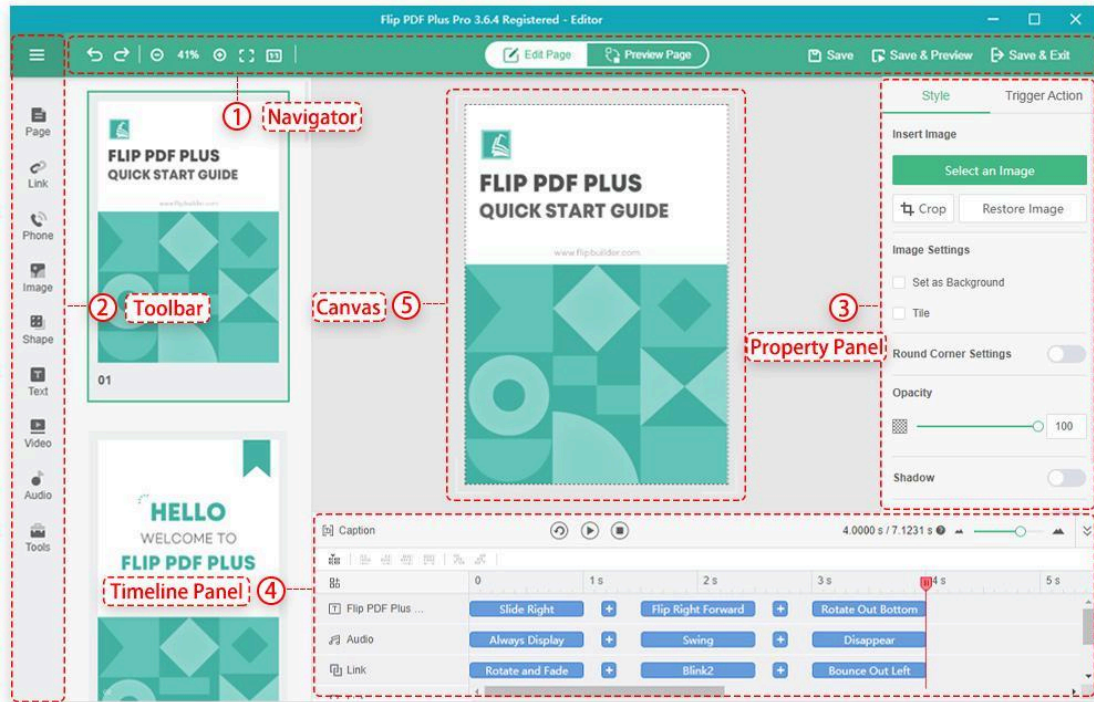 Flip PDF Plus Pro 3.6.4 Registered - Editor
41%
1:1
Edit Page
Preview Page
Save
Save & Preview
Save & Exit
① Navigator
Page
Link
Phone
Image
Shape
Text
Video
Audio
Tools
② Toolbar
FLIP PDF PLUS
QUICK START GUIDE
www.flipbuilder.com
01
HELLO
WELCOME TO
FLIP PDF PLUS
Canvas ⑤
FLIP PDF PLUS
QUICK START GUIDE
www.flipbuilder.com
③
Property Panel
Style
Trigger Action
Insert Image
Select an Image
Crop
Restore Image
Image Settings
Set as Background
Tile
Round Corner Settings
Opacity
100
Shadow
Timeline Panel ④
Caption
4.0000 s / 7.1231 s
0 1 s 2 s 3 s 4 s 5 s
Flip PDF Plus ... Slide Right + Flip Right Forward + Rotate Out Bottom
Audio Always Display + Swing + Disappear
Link Rotate and Fade + Blink2 + Bounce Out Left